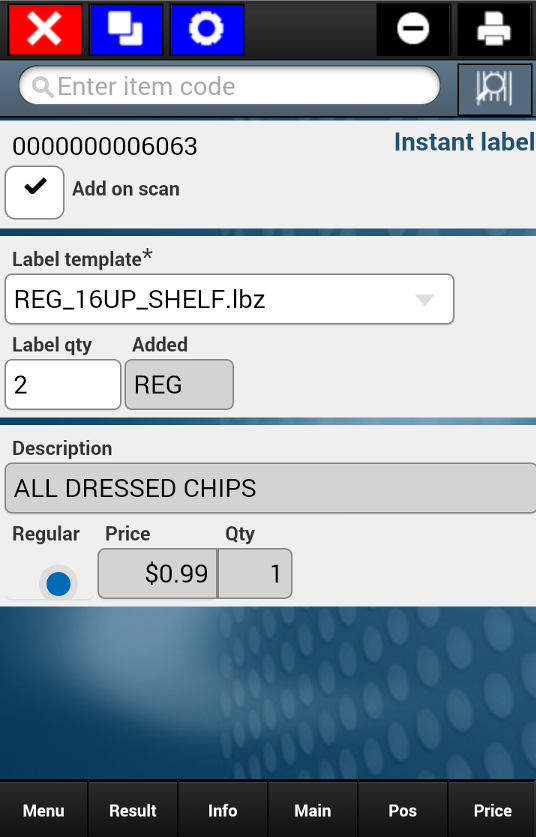 Enter item code
0000000006063
Instant label
Add on scan
Label template*
REG_16UP_SHELF.lbz
Label qty Added
2 REG
Description
ALL DRESSED CHIPS
Regular Price Qty
$0.99 1
Menu Result Info Main Pos Price